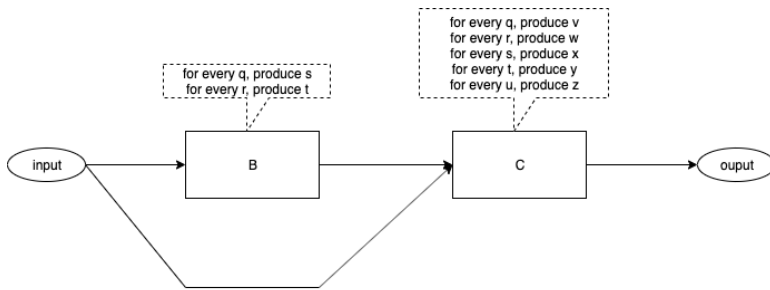 for every q, produce v
for every r, produce w
for every s, produce x
for every t, produce y
for every u, produce z
for every q, produce s
for every r, produce t
input
B
C
ouput